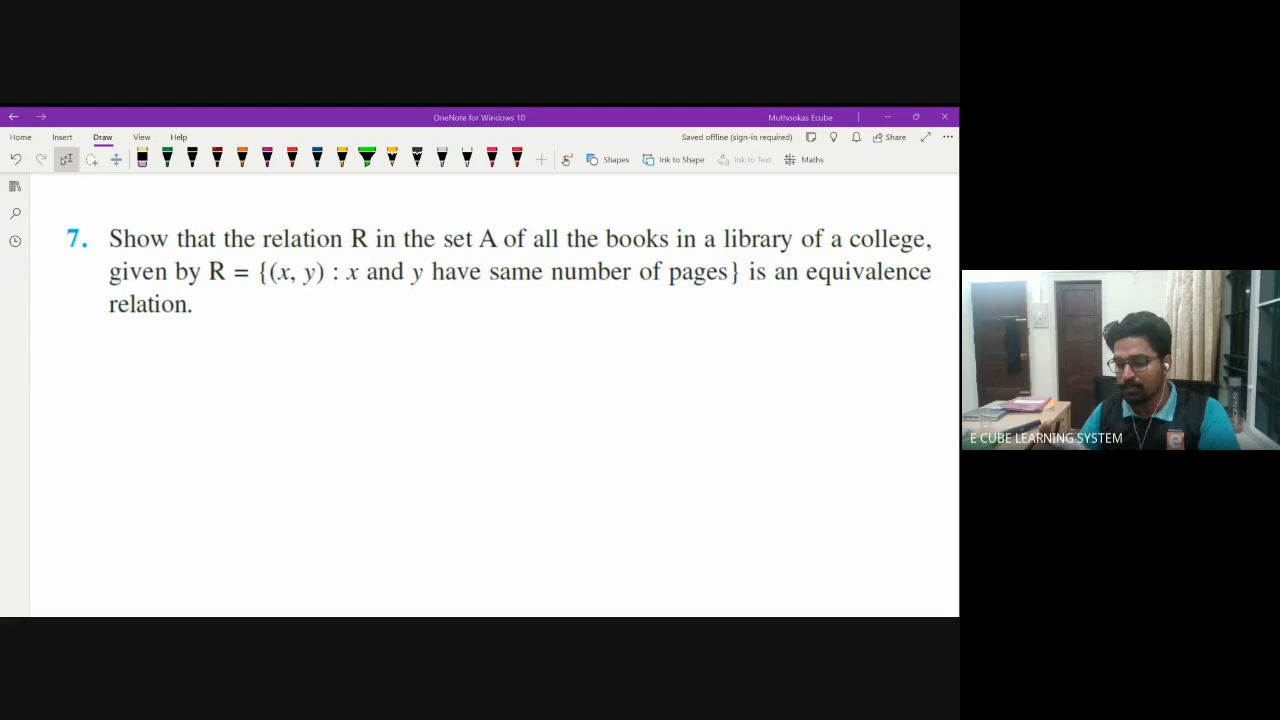 OneNote for Windows 10
Muthookas Ecube
Home Insert Draw View Help
Saved offline (sign-in required)
Share
Shapes
Ink to Shape
Ink to Text
Maths
7. Show that the relation R in the set A of all the books in a library of a college,
given by R = {(x, y) : x and y have same number of pages} is an equivalence
relation.
E CUBE LEARNING SYSTEM
e